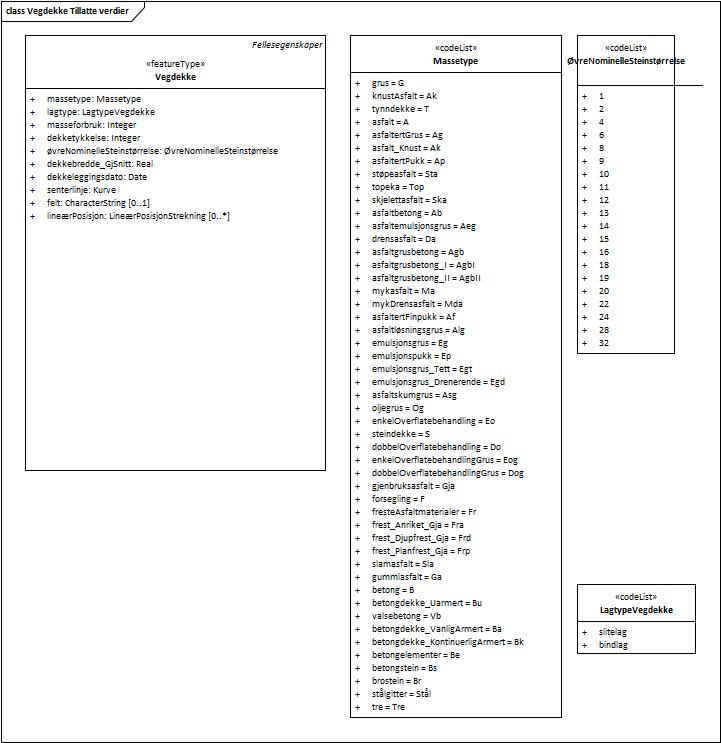 class Vegdekke Tillatte verdier
Fellesegenskaper
«featureType»
Vegdekke
+ massetype: Massetype
+ lagtype: LagtypeVegdekke
+ masseforbruk: Integer
+ dekketykkelse: Integer
+ øvreNominelleSteinstørrelse: ØvreNominelleSteinstørrelse
+ dekkebredde_GjSnitt: Real
+ dekkeleggingsdato: Date
+ senterlinje: Kurve
+ felt: CharacterString [0..1]
+ lineærPosisjon: LineærPosisjonStrekning [0..*]
«codeList»
Massetype
+ grus = G
+ knustAsfalt = Ak
+ tynndekke = T
+ asfalt = A
+ asfaltertGrus = Ag
+ asfalt_Knust = Ak
+ asfaltertPukk = Ap
+ støpeasfalt = Sta
+ topeka = Top
+ skjelettasfalt = Ska
+ asfaltbetong = Ab
+ asfaltemulsjonsgrus = Aeg
+ drensasfalt = Da
+ asfaltgrusbetong = Agb
+ asfaltgrusbetong_I = AgbI
+ asfaltgrusbetong_II = AgbII
+ mykasfalt = Ma
+ mykDrensasfalt = Mda
+ asfaltertFinpukk = Af
+ asfaltløsningsgrus = Alg
+ emulsjonsgrus = Eg
+ emulsjonspukk = Ep
+ emulsjonsgrus_Tett = Egt
+ emulsjonsgrus_Drenerende = Egd
+ asfaltskumgrus = Asg
+ oljegrus = Og
+ enkelOverflatebehandling = Eo
+ steindekke = S
+ dobbelOverflatebehandling = Do
+ enkelOverflatebehandlingGrus = Eog
+ dobbelOverflatebehandlingGrus = Dog
+ gjenbruksasfalt = Gja
+ forsegling = F
+ fresteAsfaltmaterialer = Fr
+ frest_Anriket_Gja = Fra
+ frest_Djupfrest_Gja = Frd
+ frest_Planfrest_Gja = Frp
+ slamasfalt = Sla
+ gummiasfalt = Ga
+ betong = B
+ betongdekke_Uarmert = Bu
+ valsebetong = Vb
+ betongdekke_VanligArmert = Ba
+ betongdekke_KontinuerligArmert = Bk
+ betongelementer = Be
+ betongstein = Bs
+ brostein = Br
+ stålgitter = Stål
+ tre = Tre
«codeList»
ØvreNominelleSteinstørrelse
+ 1
+ 2
+ 4
+ 6
+ 8
+ 9
+ 10
+ 11
+ 12
+ 13
+ 14
+ 15
+ 16
+ 18
+ 19
+ 20
+ 22
+ 24
+ 28
+ 32
«codeList»
LagtypeVegdekke
+ slitelag
+ bindlag